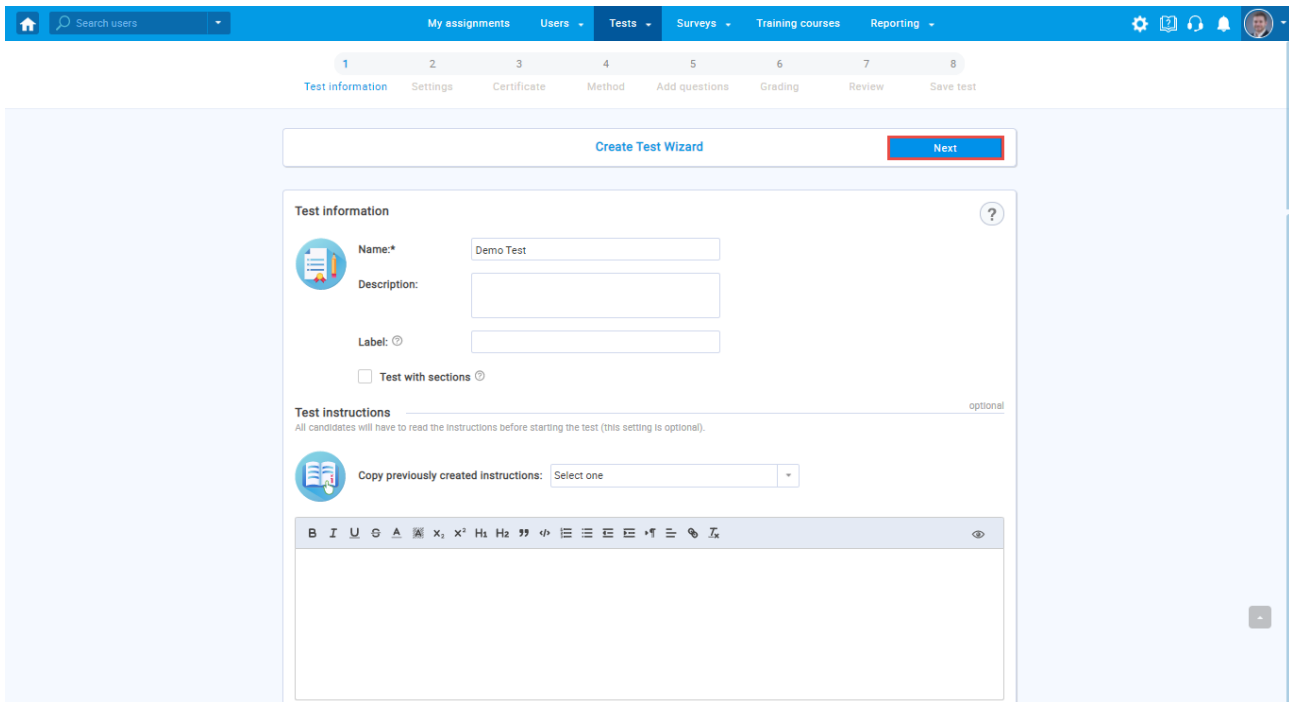 Search users My assignments Users Tests Surveys Training courses Reporting
1 2 3 4 5 6 7 8
Test information Settings Certificate Method Add questions Grading Review Save test
Create Test Wizard Next
Test information ?
Name:* Demo Test
Description:
Label: ?
Test with sections ?
Test instructions optional
All candidates will have to read the instructions before starting the test (this setting is optional).
Copy previously created instructions: Select one
B I U S A A X₂ X² H1 H2 ❞ </> ¶ Tx